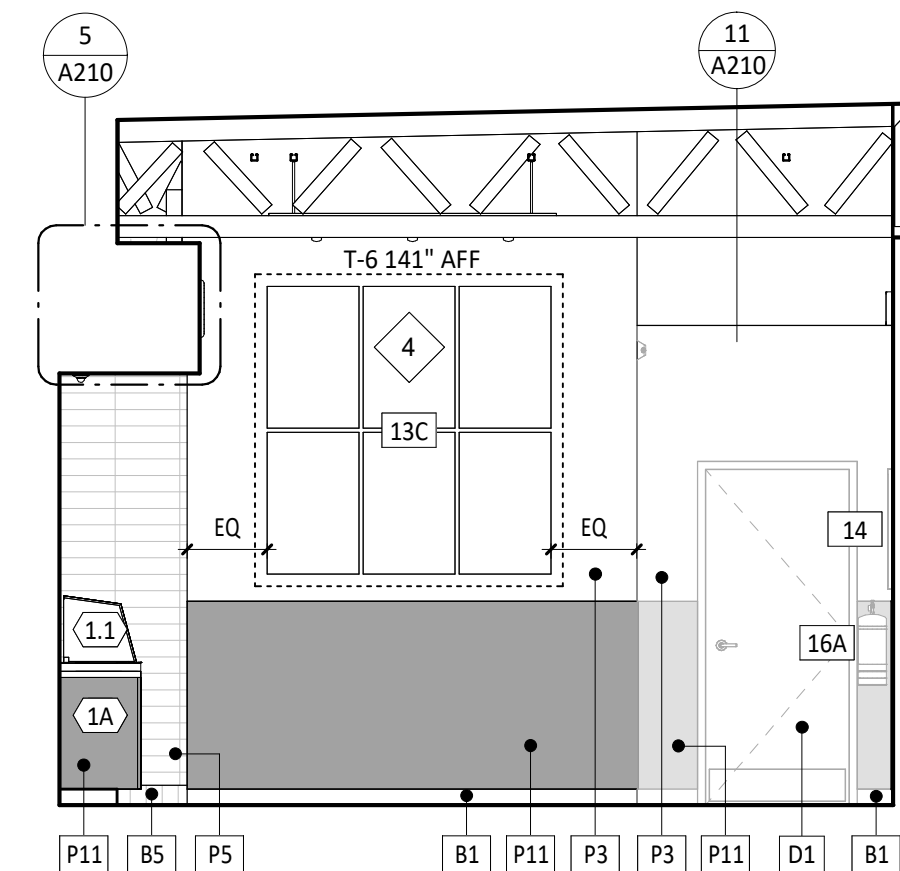 5
A210
11
A210
T-6 141" AFF
4
13C
EQ
EQ
14
1.1
16A
1A
P11
B5
P5
B1
P11
P3
P3
P11
D1
B1